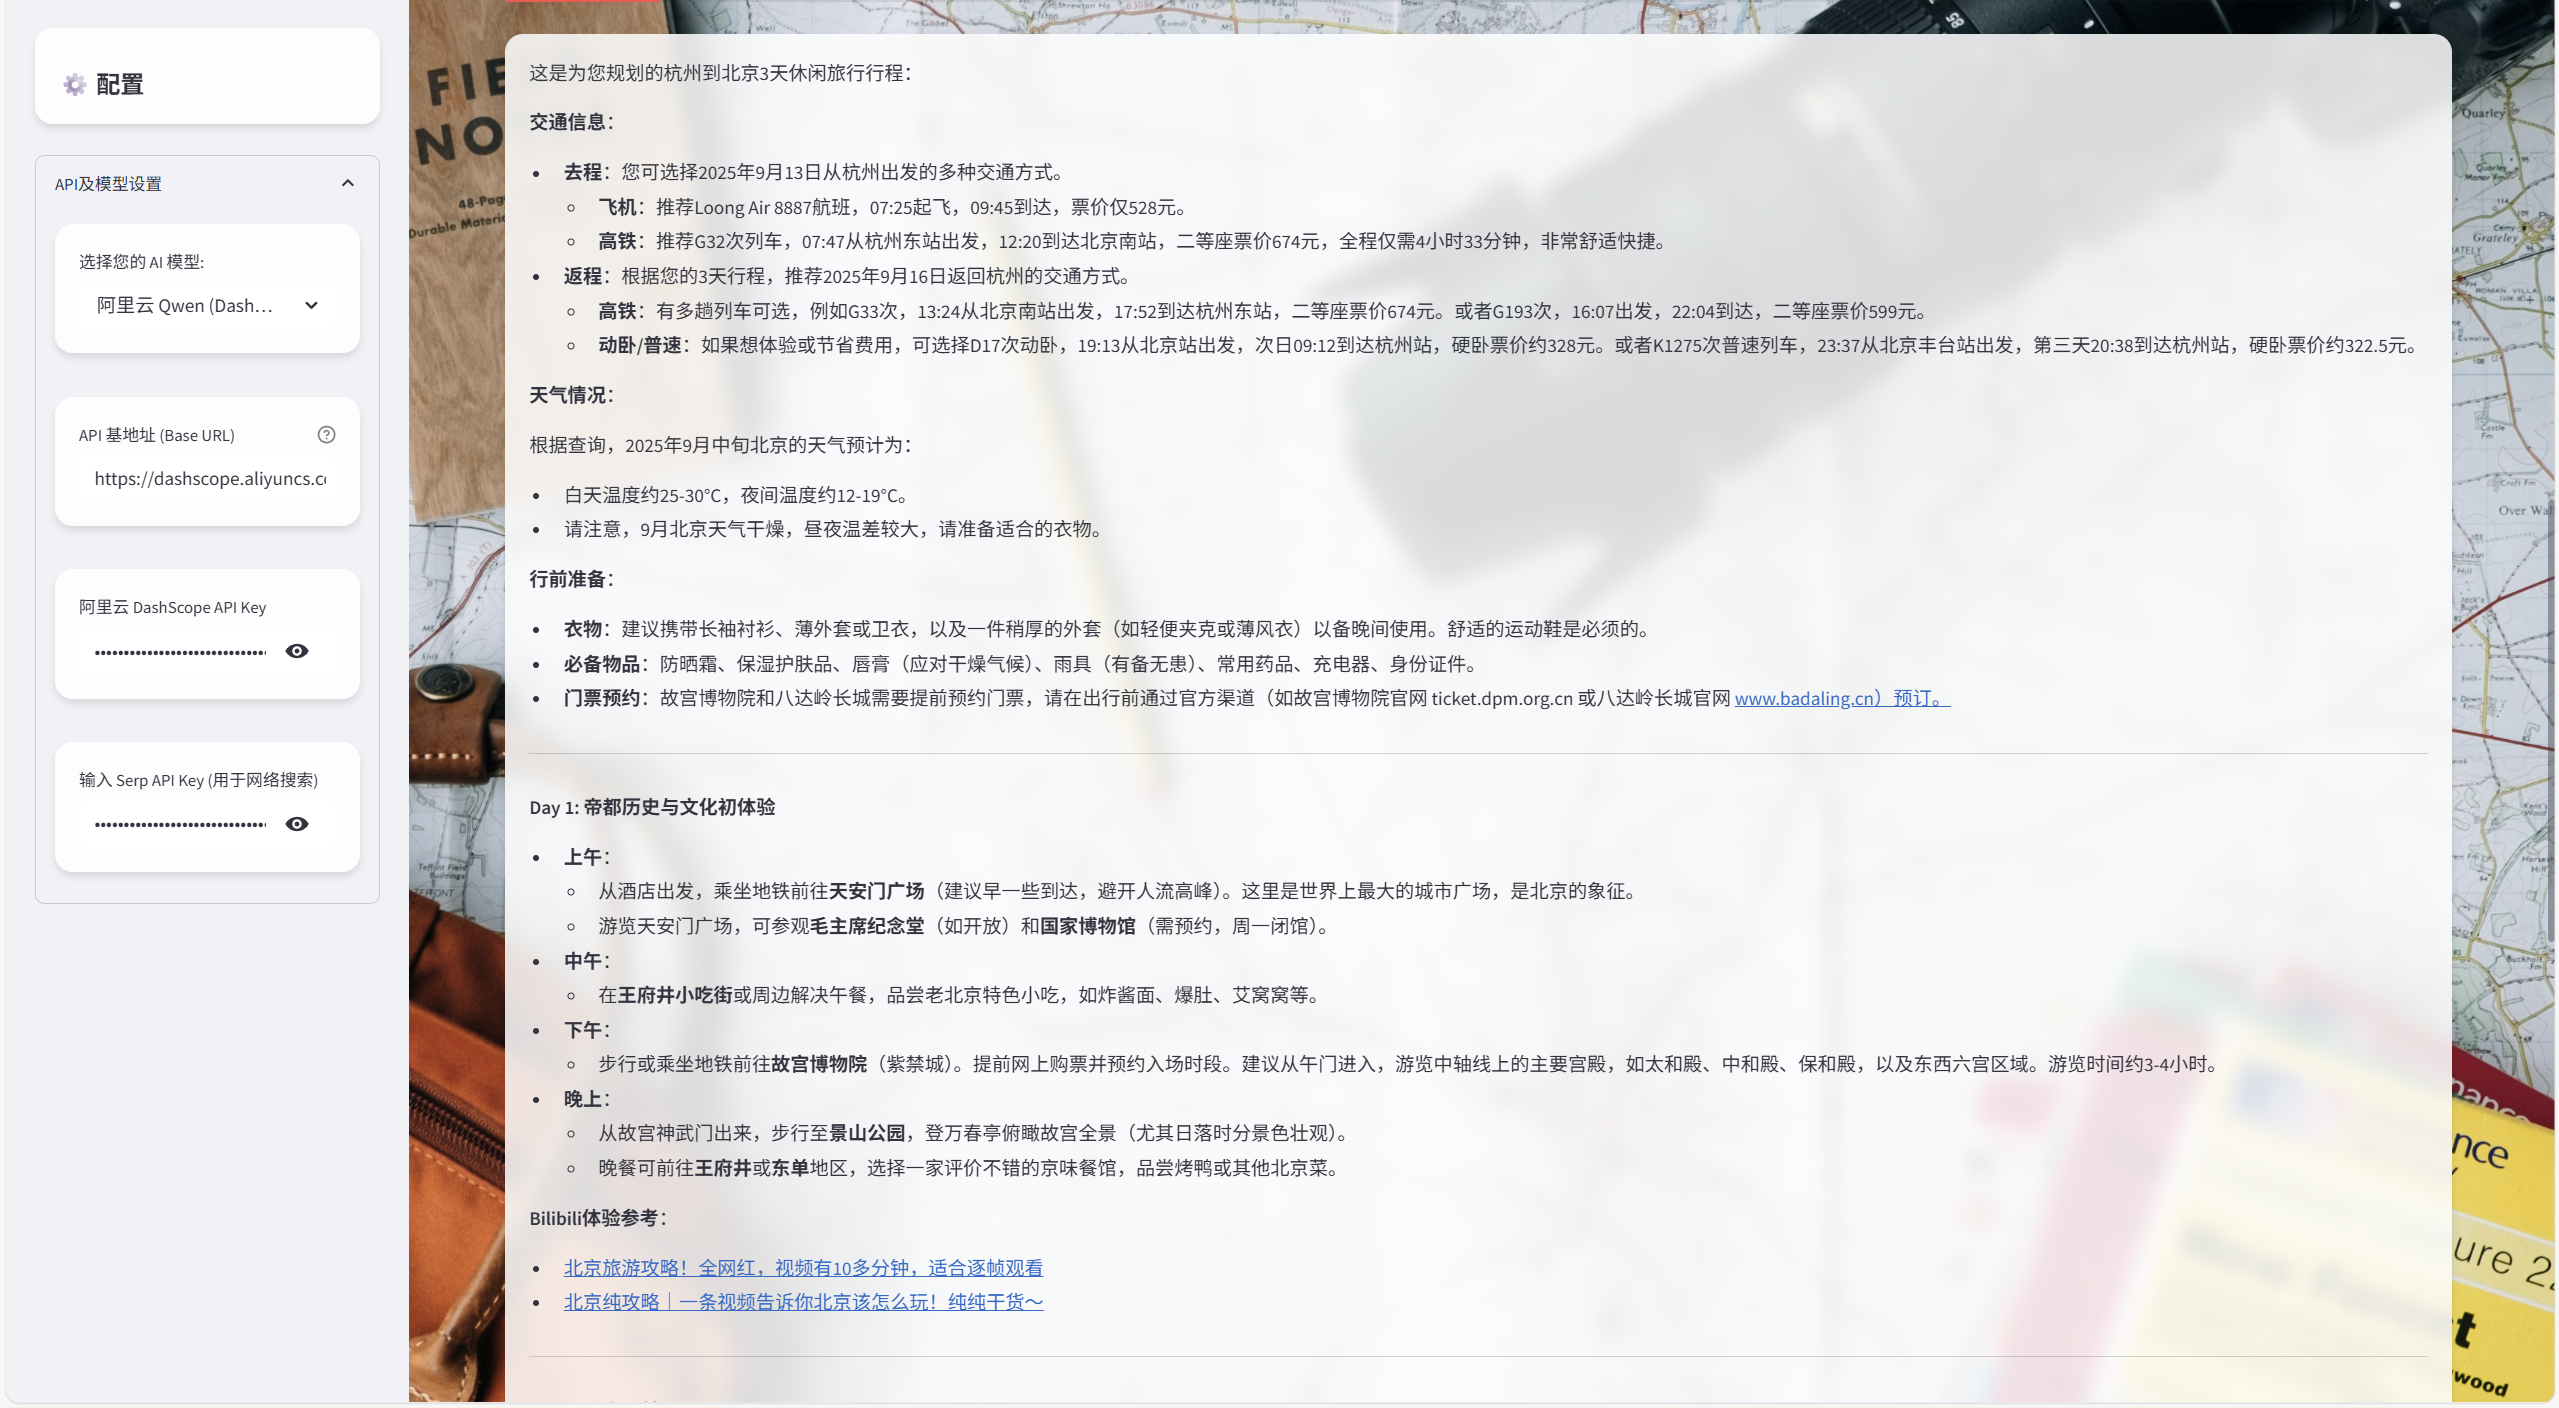 配置
API及模型设置
选择您的 AI 模型:
阿里云 Qwen (Dash...
API 基地址 (Base URL)
https://dashscope.aliyuncs.c
阿里云 DashScope API Key
输入 Serp API Key (用于网络搜索)
这是为您规划的杭州到北京3天休闲旅行行程：
交通信息：
去程：您可选择2025年9月13日从杭州出发的多种交通方式。
飞机：推荐Loong Air 8887航班，07:25起飞，09:45到达，票价仅528元。
高铁：推荐G32次列车，07:47从杭州东站出发，12:20到达北京南站，二等座票价674元，全程仅需4小时33分钟，非常舒适快捷。
返程：根据您的3天行程，推荐2025年9月16日返回杭州的交通方式。
高铁：有多趟列车可选，例如G33次，13:24从北京南站出发，17:52到达杭州东站，二等座票价674元。或者G193次，16:07出发，22:04到达，二等座票价599元。
动卧/普速：如果想体验或节省费用，可选择D17次动卧，19:13从北京站出发，次日09:12到达杭州站，硬卧票价约328元。或者K1275次普速列车，23:37从北京丰台站出发，第三天20:38到达杭州站，硬卧票价约322.5元。
天气情况：
根据查询，2025年9月中旬北京的天气预计为：
白天温度约25-30°C，夜间温度约12-19°C。
请注意，9月北京天气干燥，昼夜温差较大，请准备适合的衣物。
行前准备：
衣物：建议携带长袖衬衫、薄外套或卫衣，以及一件稍厚的外套（如轻便夹克或薄风衣）以备晚间使用。舒适的运动鞋是必须的。
必备物品：防晒霜、保湿护肤品、唇膏（应对干燥气候）、雨具（有备无患）、常用药品、充电器、身份证件。
门票预约：故宫博物院和八达岭长城需要提前预约门票，请在出行前通过官方渠道（如故宫博物院官网 ticket.dpm.org.cn 或八达岭长城官网 www.badaling.cn）预订。
Day 1: 帝都历史与文化初体验
上午：
从酒店出发，乘坐地铁前往天安门广场（建议早一些到达，避开人流高峰）。这里是世界上最大的城市广场，是北京的象征。
游览天安门广场，可参观毛主席纪念堂（如开放）和国家博物馆（需预约，周一闭馆）。
中午：
在王府井小吃街或周边解决午餐，品尝老北京特色小吃，如炸酱面、爆肚、艾窝窝等。
下午：
步行或乘坐地铁前往故宫博物院（紫禁城）。提前网上购票并预约入场时段。建议从午门进入，游览中轴线上的主要宫殿，如太和殿、中和殿、保和殿，以及东西六宫区域。游览时间约3-4小时。
晚上：
从故宫神武门出来，步行至景山公园，登万春亭俯瞰故宫全景（尤其日落时分景色壮观）。
晚餐可前往王府井或东单地区，选择一家评价不错的京味餐馆，品尝烤鸭或其他北京菜。
Bilibili体验参考：
北京旅游攻略！全网红，视频有10多分钟，适合逐帧观看
北京纯攻略｜一条视频告诉你北京该怎么玩！纯纯干货～
FIE
NO
48-Pag
Durable Materi
Quarley
Grateley
Over Wal
nce
ure 2
t
wood